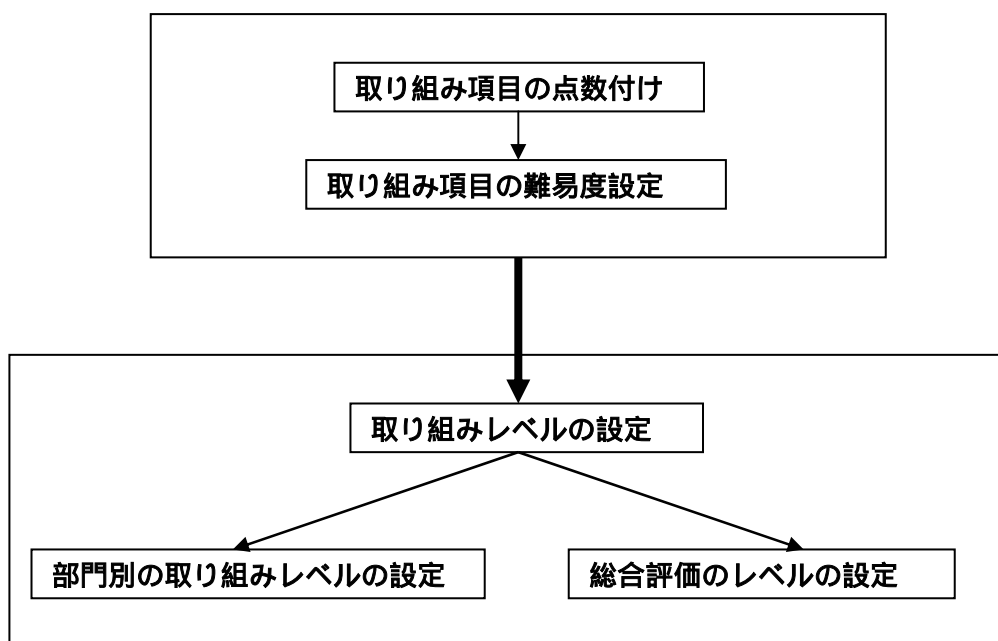 取り組み項目の点数付け
取り組み項目の難易度設定
取り組みレベルの設定
部門別の取り組みレベルの設定
総合評価のレベルの設定